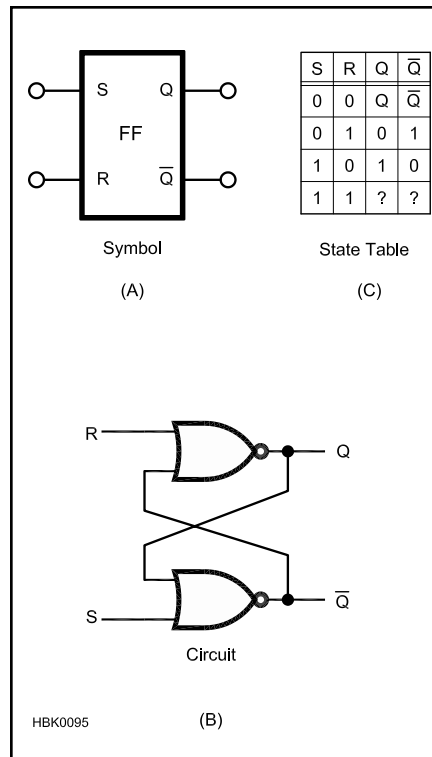 S Q
FF
R Q̅
Symbol
(A)
S R Q Q̅
0 0 Q Q̅
0 1 0 1
1 0 1 0
1 1 ? ?
State Table
(C)
R
Q
S
Q̅
Circuit
(B)
HBK0095